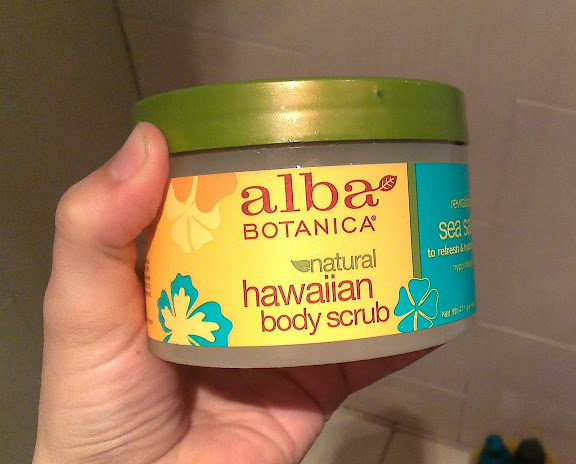 alba
BOTANICA®
natural
hawaiian
body scrub
sea
to refresh &